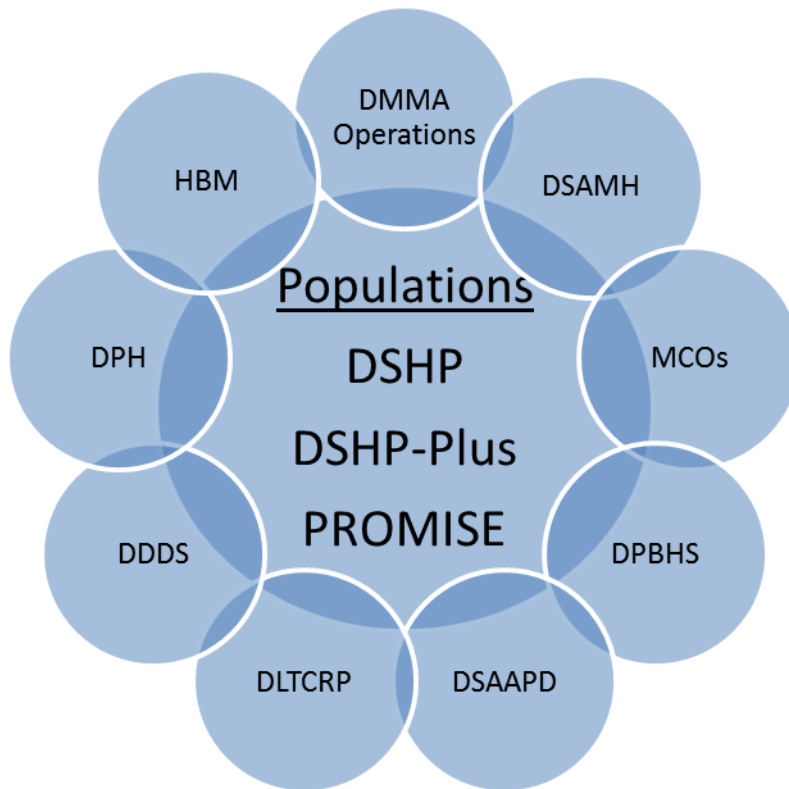 DMMA
Operations
HBM
DSAMH
Populations
DPH
DSHP
MCOs
DSHP-Plus
PROMISE
DDDS
DPBHS
DLTCRP
DSAAPD